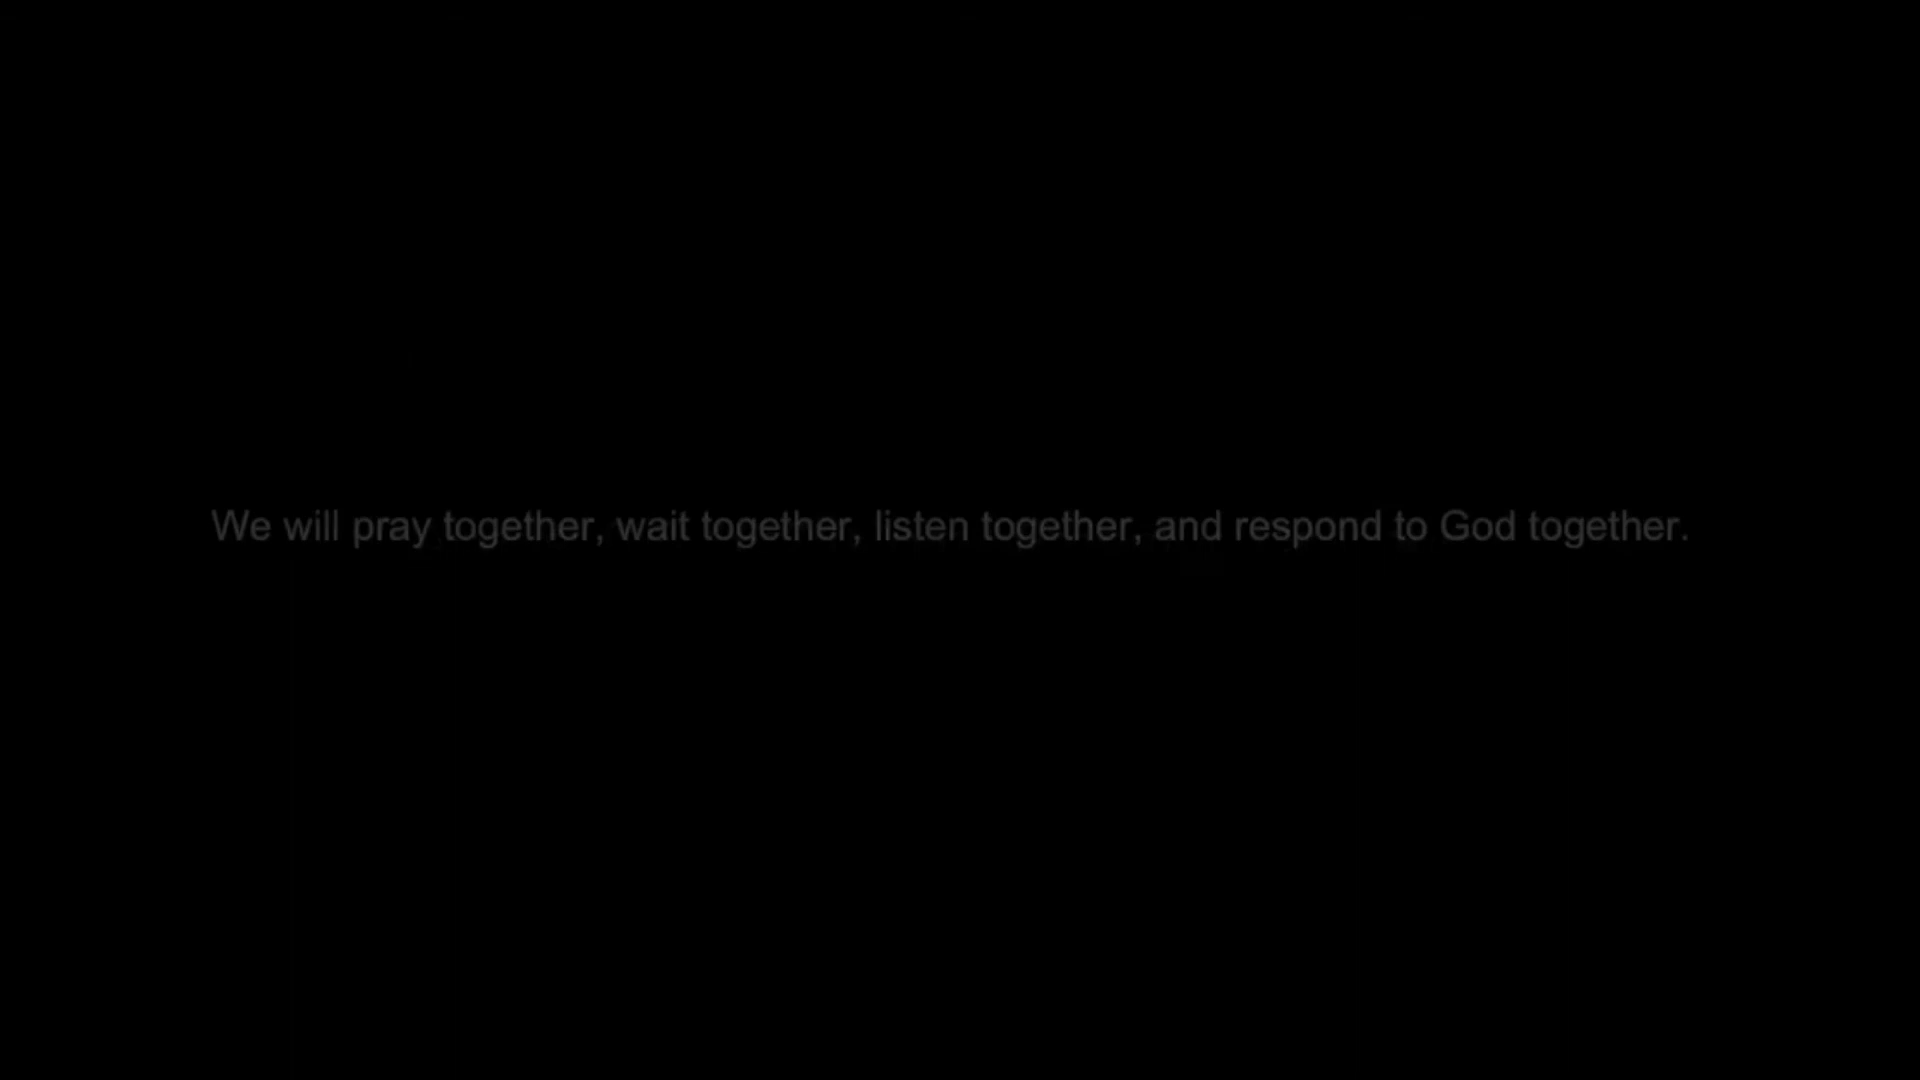 We will pray together, wait together, listen together, and respond to God together.